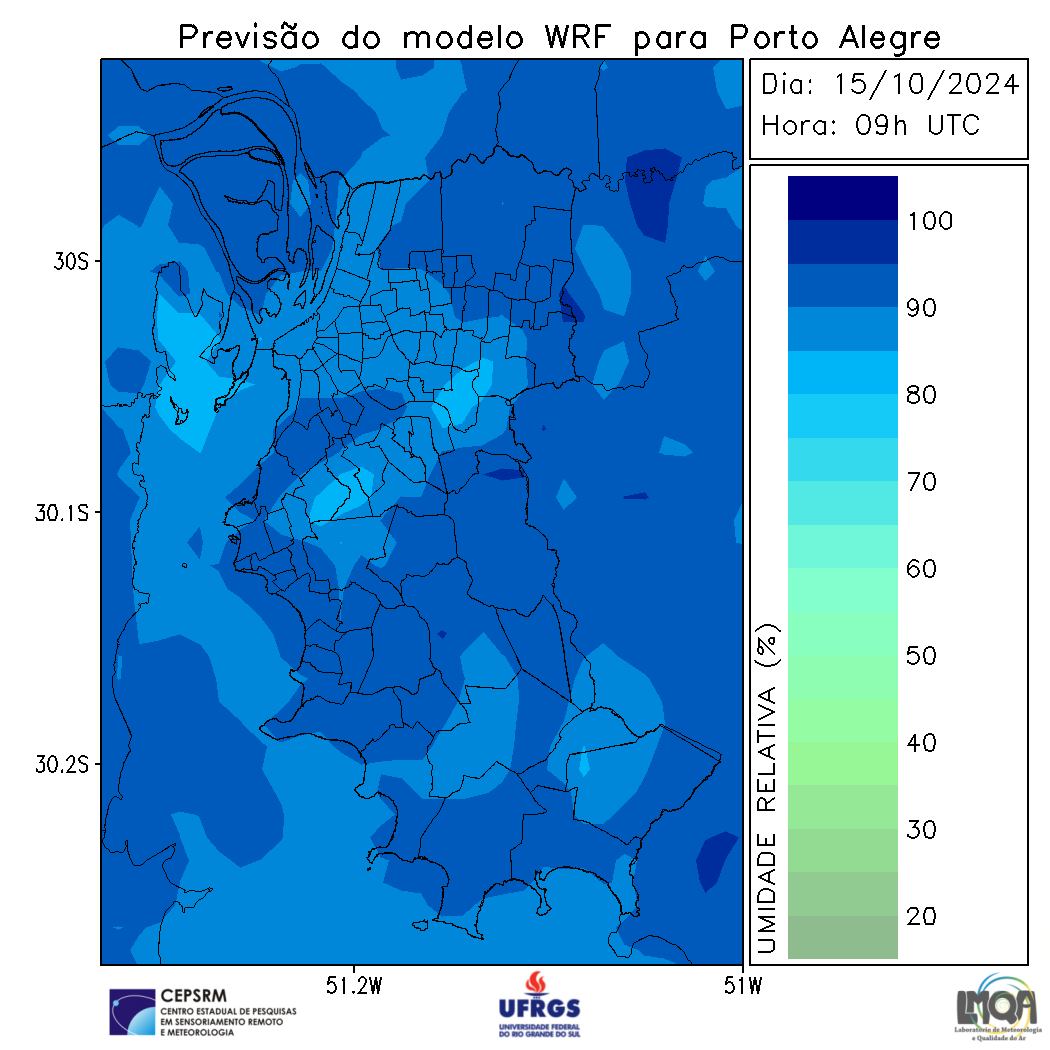 Previsão do modelo WRF para Porto Alegre
Dia: 15/10/2024
Hora: 09h UTC
100
90
80
70
60
50
40
30
20
UMIDADE RELATIVA (%)
30S
30.1S
30.2S
51.2W
51W
CEPSRM
CENTRO ESTADUAL DE PESQUISAS
EM SENSORIAMENTO REMOTO
E METEOROLOGIA
UFRGS
UNIVERSIDADE FEDERAL
DO RIO GRANDE DO SUL
LMQA
Laboratório de Meteorologia
e Qualidade do Ar